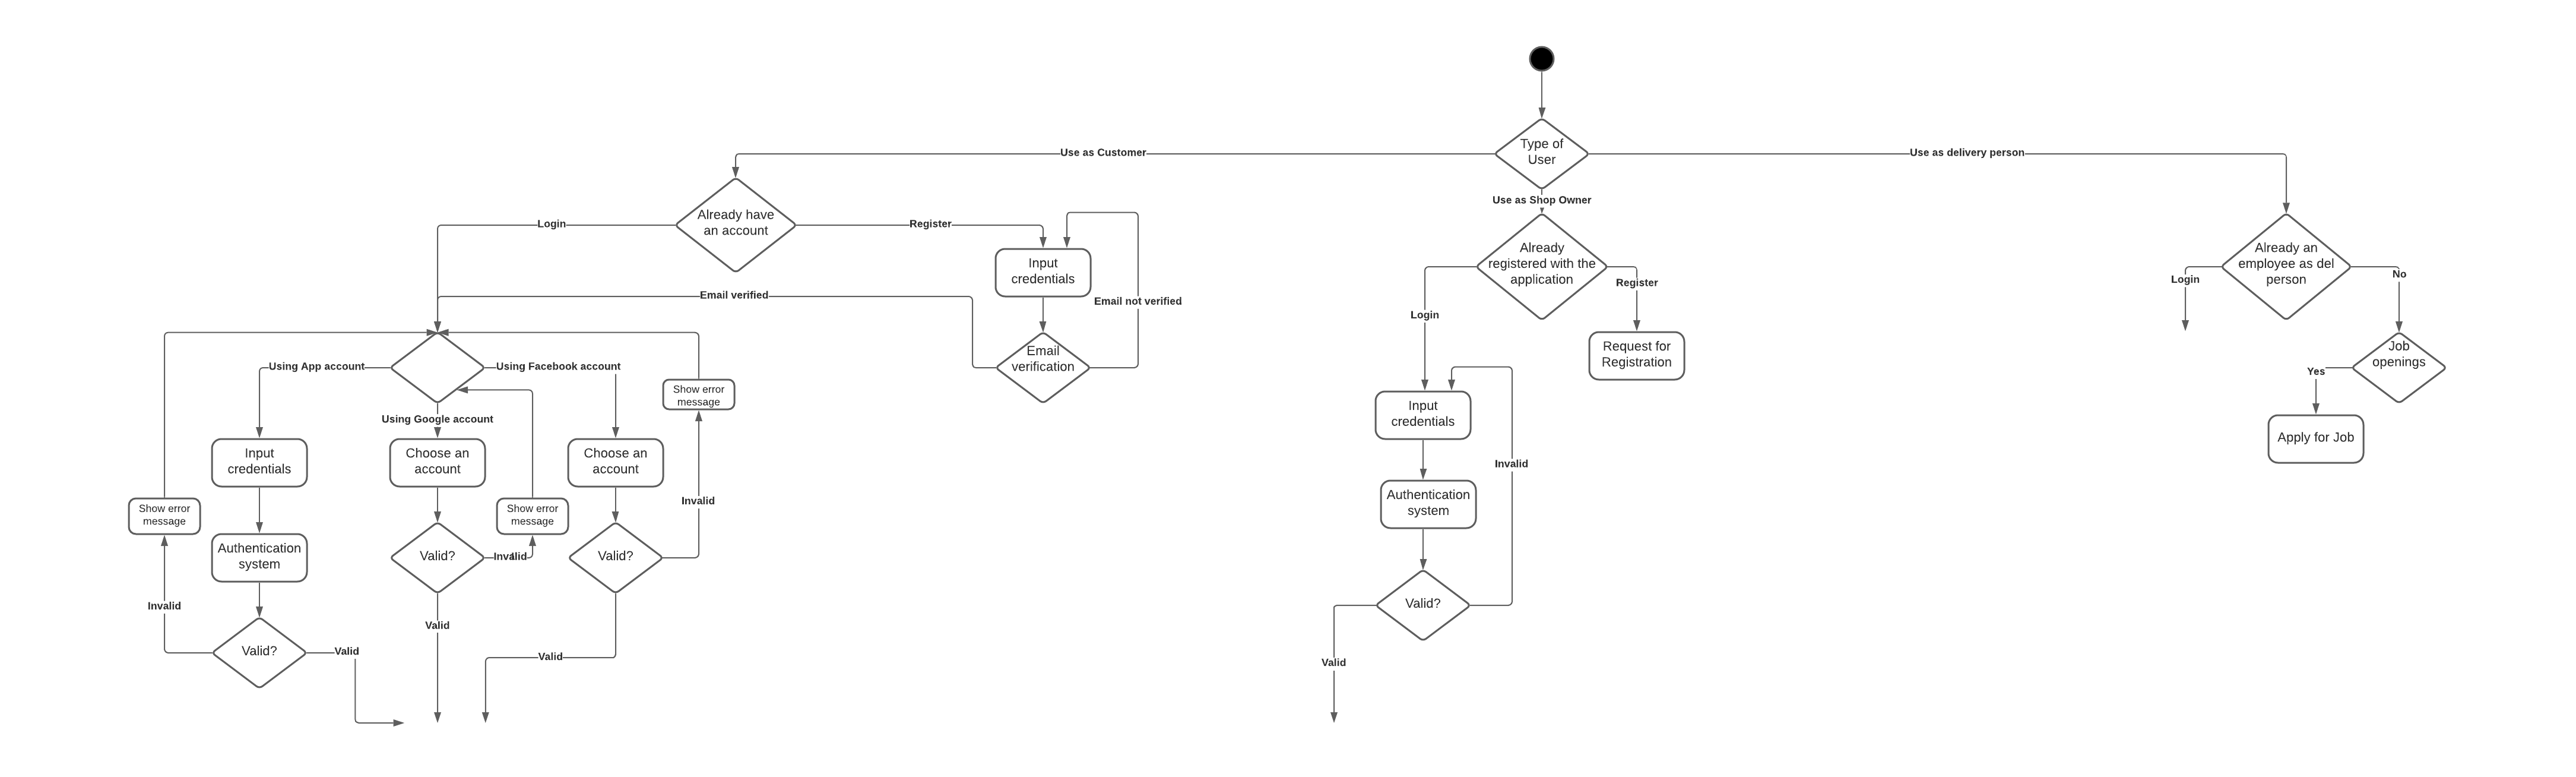 Type of
User
Use as Customer
Use as delivery person
Use as Shop Owner
Already have
an account
Login
Register
Input
credentials
Email not verified
Email verified
Email
verification
Using App account
Using Facebook account
Using Google account
Show error
message
Input
credentials
Choose an
account
Choose an
account
Show error
message
Show error
message
Invalid
Authentication
system
Valid?
Invalid
Valid?
Invalid
Valid
Valid?
Valid
Valid
Already
registered with the
application
Register
Login
Request for
Registration
Input
credentials
Invalid
Authentication
system
Valid?
Valid
Already an
employee as del
person
Login
No
Job
openings
Yes
Apply for Job